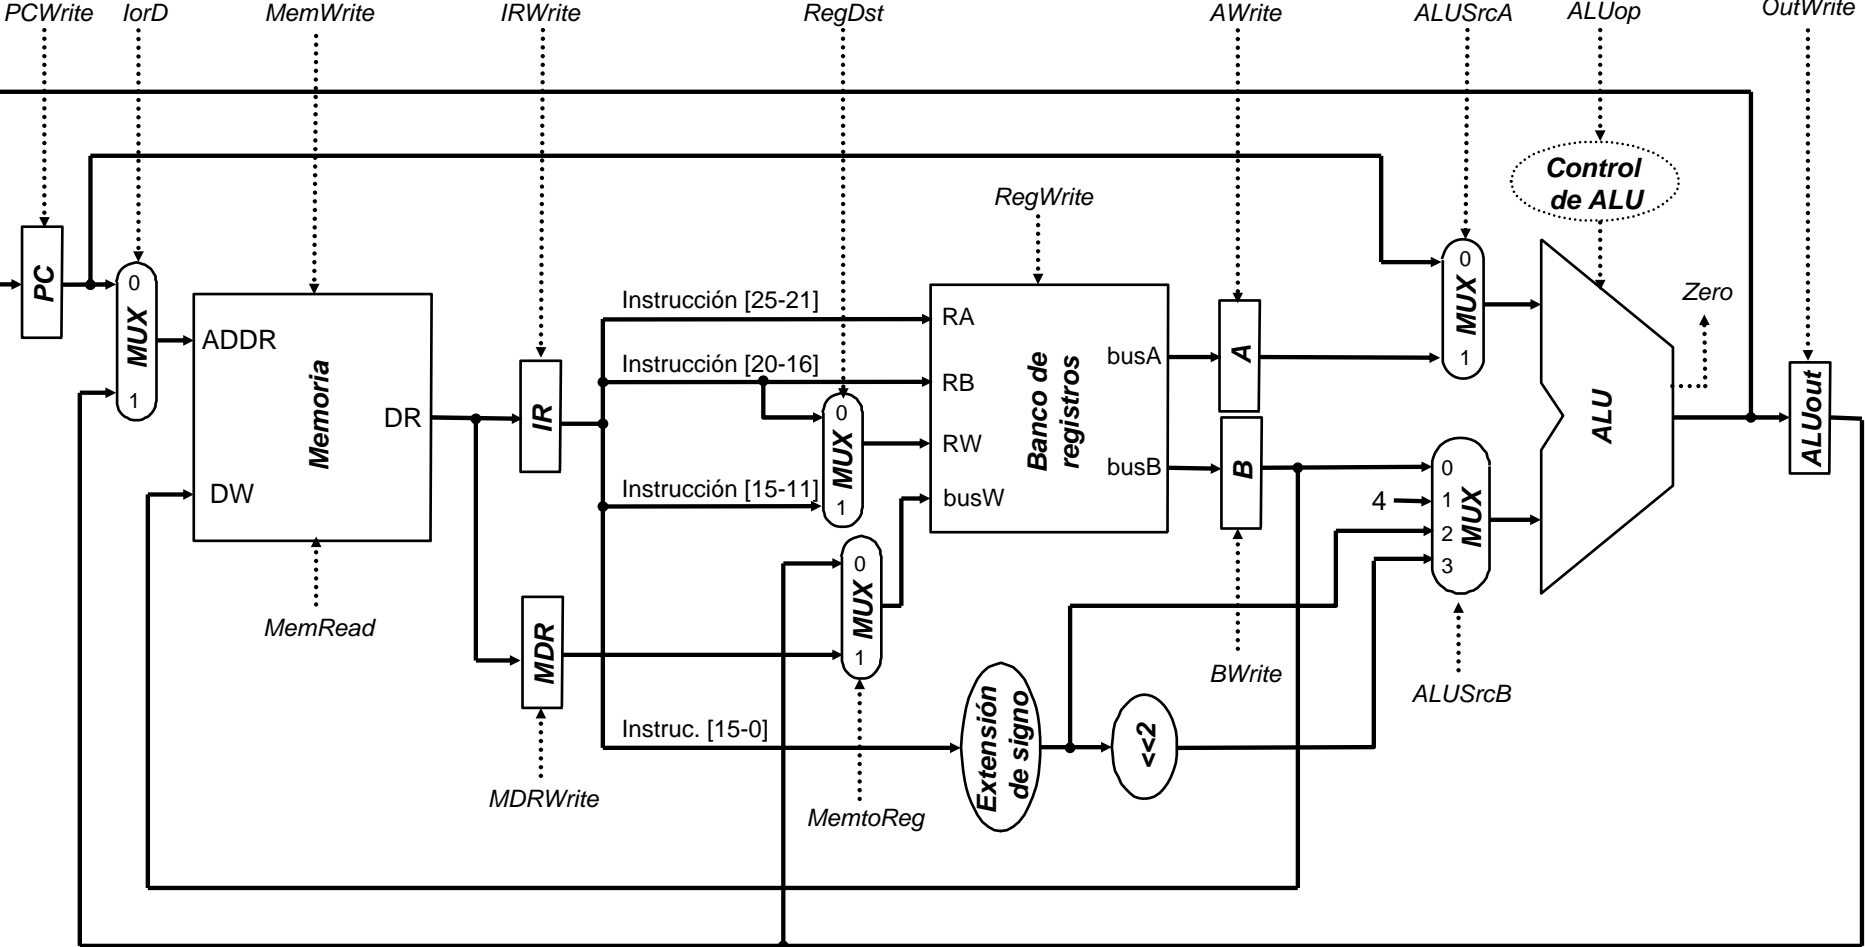 PCWrite
IorD
MemWrite
IRWrite
RegDst
AWrite
ALUSrcA
ALUop
OutWrite
Control
de ALU
RegWrite
Zero
PC
0
MUX
1
ADDR
Memoria
DR
DW
MemRead
IR
Instrucción [25-21]
Instrucción [20-16]
0
MUX
1
Instrucción [15-11]
RA
RB
RW
busW
Banco de
registros
busA
busB
A
B
0
MUX
1
4
0
1
2
3
MUX
ALU
ALUout
MDR
MDRWrite
0
MUX
1
MemtoReg
Instruc. [15-0]
Extensión
de signo
<<2
BWrite
ALUSrcB